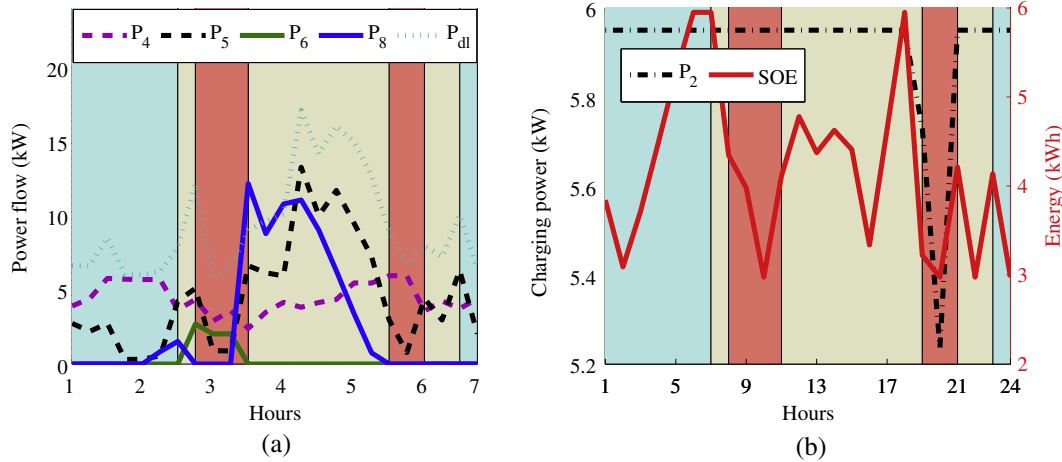 P4 P5 P6 P8 Pdl
20
15
10
5
0
Power flow (kW)
1 2 3 4 5 6 7
Hours
(a)
P2 SOE
6
5.8
5.6
5.4
5.2
Charging power (kW)
6
5
4
3
2
Energy (kWh)
1 5 9 13 17 21 24
Hours
(b)